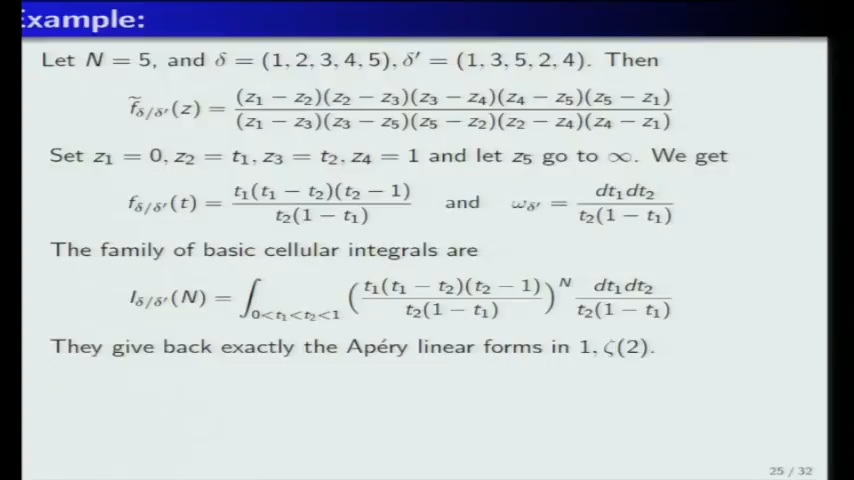 Example:
Let N = 5, and δ = (1, 2, 3, 4, 5), δ′ = (1, 3, 5, 2, 4). Then
f̃_{δ/δ′}(z) = \frac{(z₁ − z₂)(z₂ − z₃)(z₃ − z₄)(z₄ − z₅)(z₅ − z₁)}{(z₁ − z₃)(z₃ − z₅)(z₅ − z₂)(z₂ − z₄)(z₄ − z₁)}
Set z₁ = 0, z₂ = t₁, z₃ = t₂, z₄ = 1 and let z₅ go to ∞. We get
f_{δ/δ′}(t) = \frac{t₁(t₁ − t₂)(t₂ − 1)}{t₂(1 − t₁)} and ω_{δ′} = \frac{dt₁dt₂}{t₂(1 − t₁)}
The family of basic cellular integrals are
I_{δ/δ′}(N) = ∫_{0<t₁<t₂<1} (\frac{t₁(t₁ − t₂)(t₂ − 1)}{t₂(1 − t₁)})^N \frac{dt₁dt₂}{t₂(1 − t₁)}
They give back exactly the Apéry linear forms in 1, ζ(2).
25 / 32